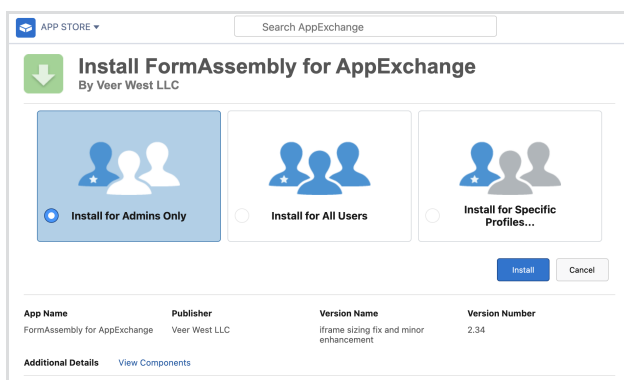 APP STORE
Search AppExchange
Install FormAssembly for AppExchange
By Veer West LLC
Install for Admins Only
Install for All Users
Install for Specific
Profiles...
Install
Cancel
App Name
Publisher
Version Name
Version Number
FormAssembly for AppExchange
Veer West LLC
iframe sizing fix and minor
enhancement
2.34
Additional Details
View Components